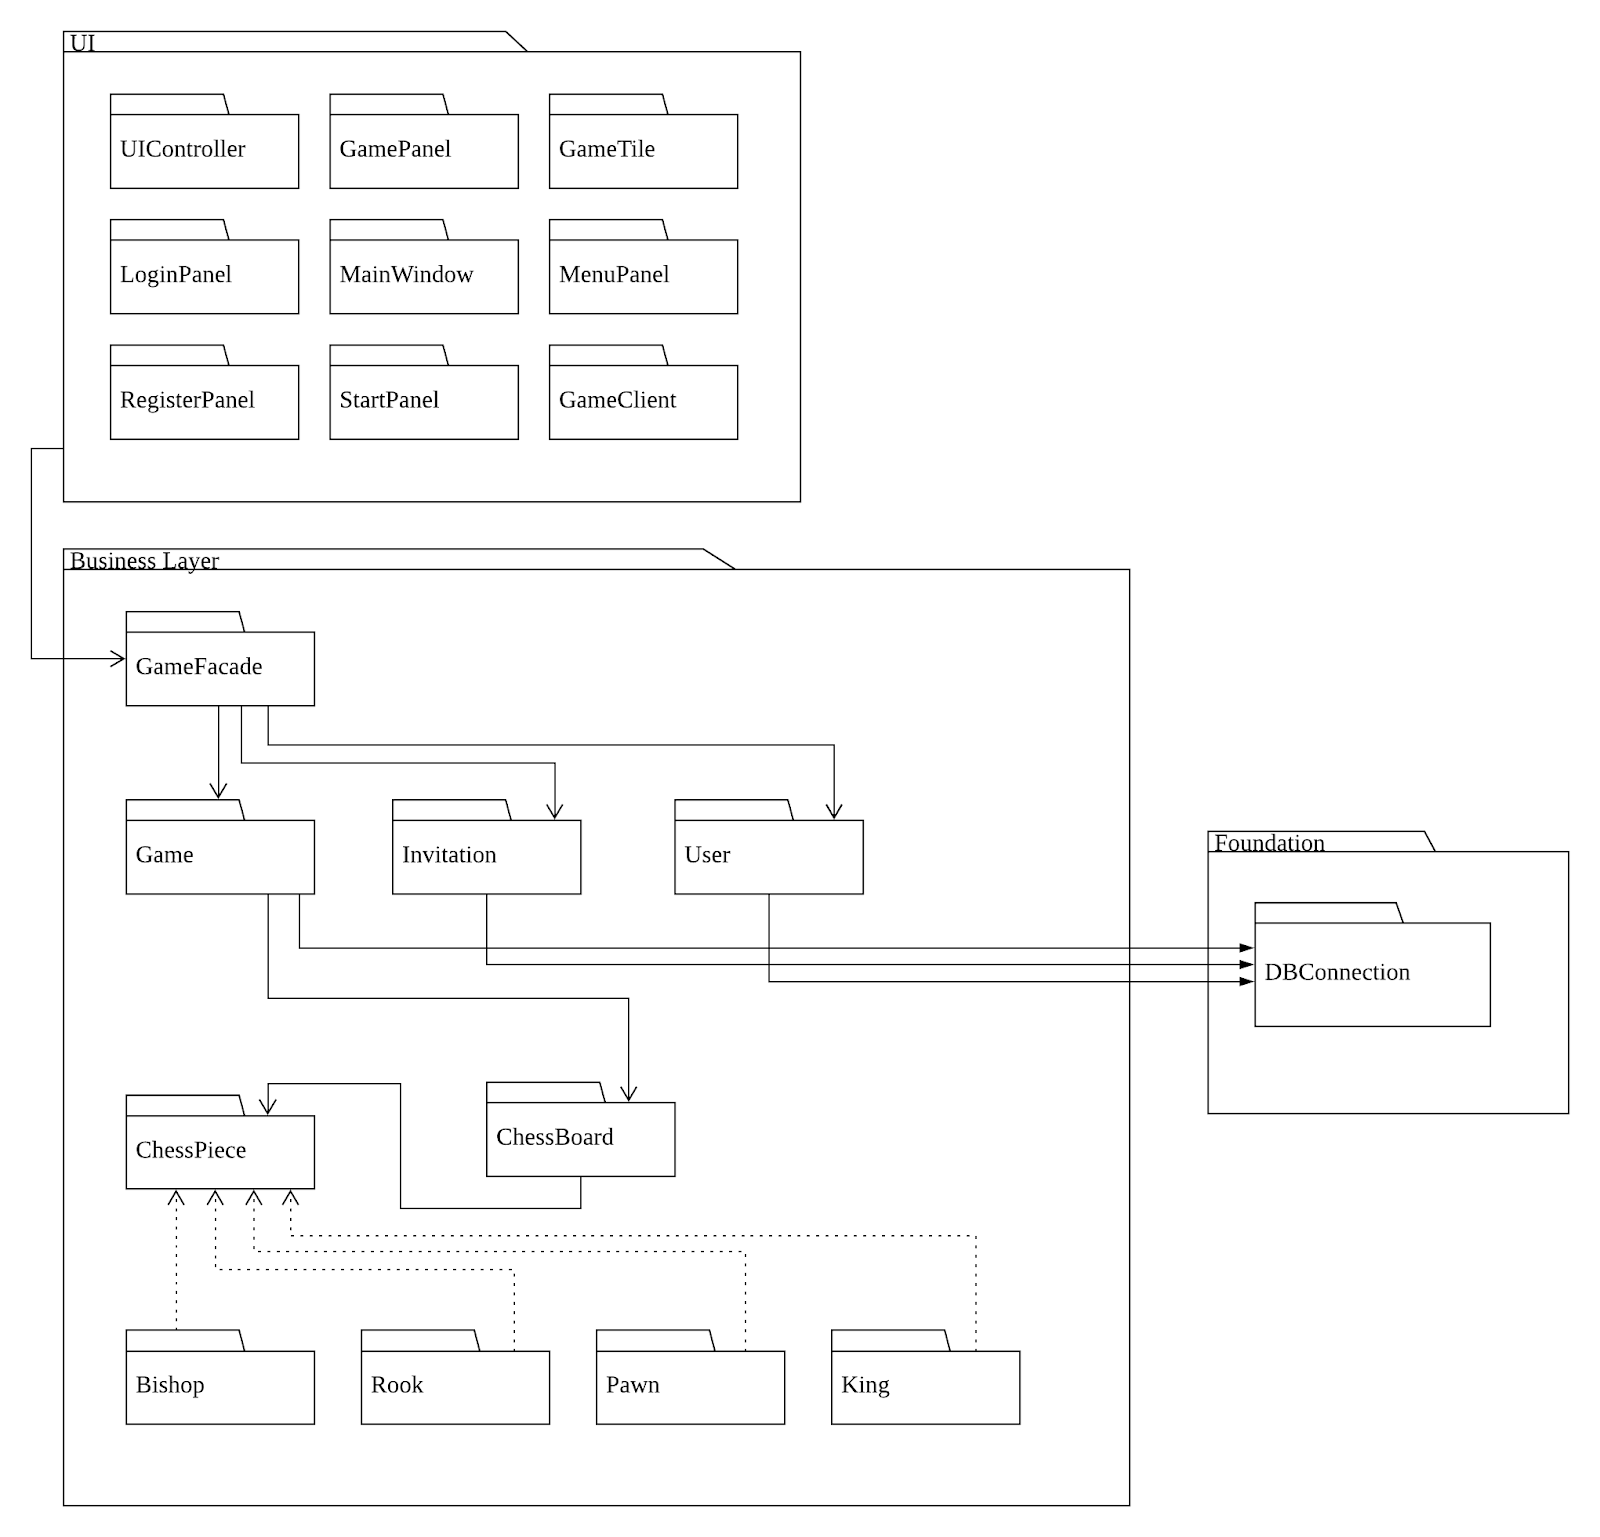 UI
UIController
GamePanel
GameTile
LoginPanel
MainWindow
MenuPanel
RegisterPanel
StartPanel
GameClient
Business Layer
GameFacade
Game
Invitation
User
Foundation
DBConnection
ChessPiece
ChessBoard
Bishop
Rook
Pawn
King